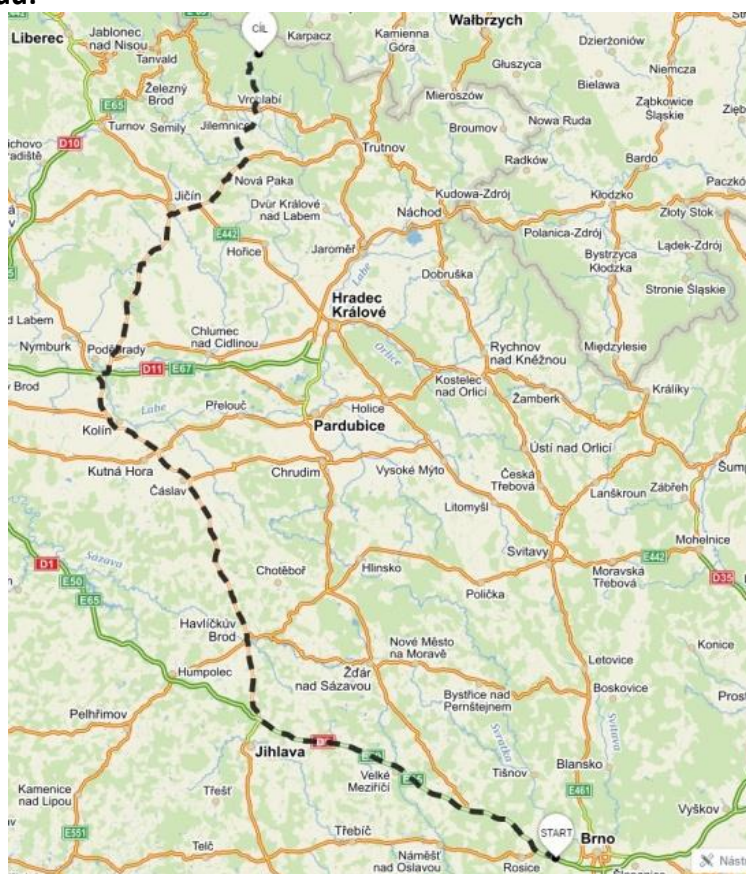 CÍL
Karpacz
Kamienna
Góra
Wałbrzych
Dzierżoniów
Liberec
Jablonec
nad Nisou
Tanvald
Głuszyca
Niemcza
Bielawa
Mieroszów
Železný
Brod
Vrchlabí
Ząbkowice
Śląskie
E65
Turnov
Semily
Jilemnice
Nowa Ruda
Broumov
D10
Trutnov
Radków
Bardo
Nová Paka
Jičín
Dvůr Králové
nad Labem
Kudowa-Zdrój
Kłodzko
Náchod
Złoty Stok
E442
Polanica-Zdrój
Hořice
Jaroměř
Lądek-Zdrój
Bystrzyca
Kłodzka
Labe
Dobruška
Stronie Śląskie
Hradec
Králové
Chlumec
nad Cidlinou
Nymburk
Poděbrady
Orlice
Rychnov
nad Kněžnou
Międzylesie
D11
E67
Kostelec
nad Orlicí
Králíky
Žamberk
Labe
Přelouč
Holice
Kolín
Pardubice
Ústí nad Orlicí
Kutná Hora
Chrudim
Vysoké Mýto
Česká
Třebová
Čáslav
Lanškroun
Zábřeh
Litomyšl
Mohelnice
Sázava
D1
Svitavy
E442
E50
Chotěboř
Hlinsko
Moravská
Třebová
D35
E65
Polička
Havlíčkův
Brod
Nové Město
na Moravě
Konice
Humpolec
Žďár
nad Sázavou
Letovice
Bystřice nad
Pernštejnem
Boskovice
Pelhřimov
Svratka
Svitava
Jihlava
Velké
Meziříčí
Blansko
Tišnov
Kamenice
nad Lipou
Třešť
E461
Vyškov
START
E551
Třebíč
Brno
Telč
Náměšť
nad Oslavou
Rosice